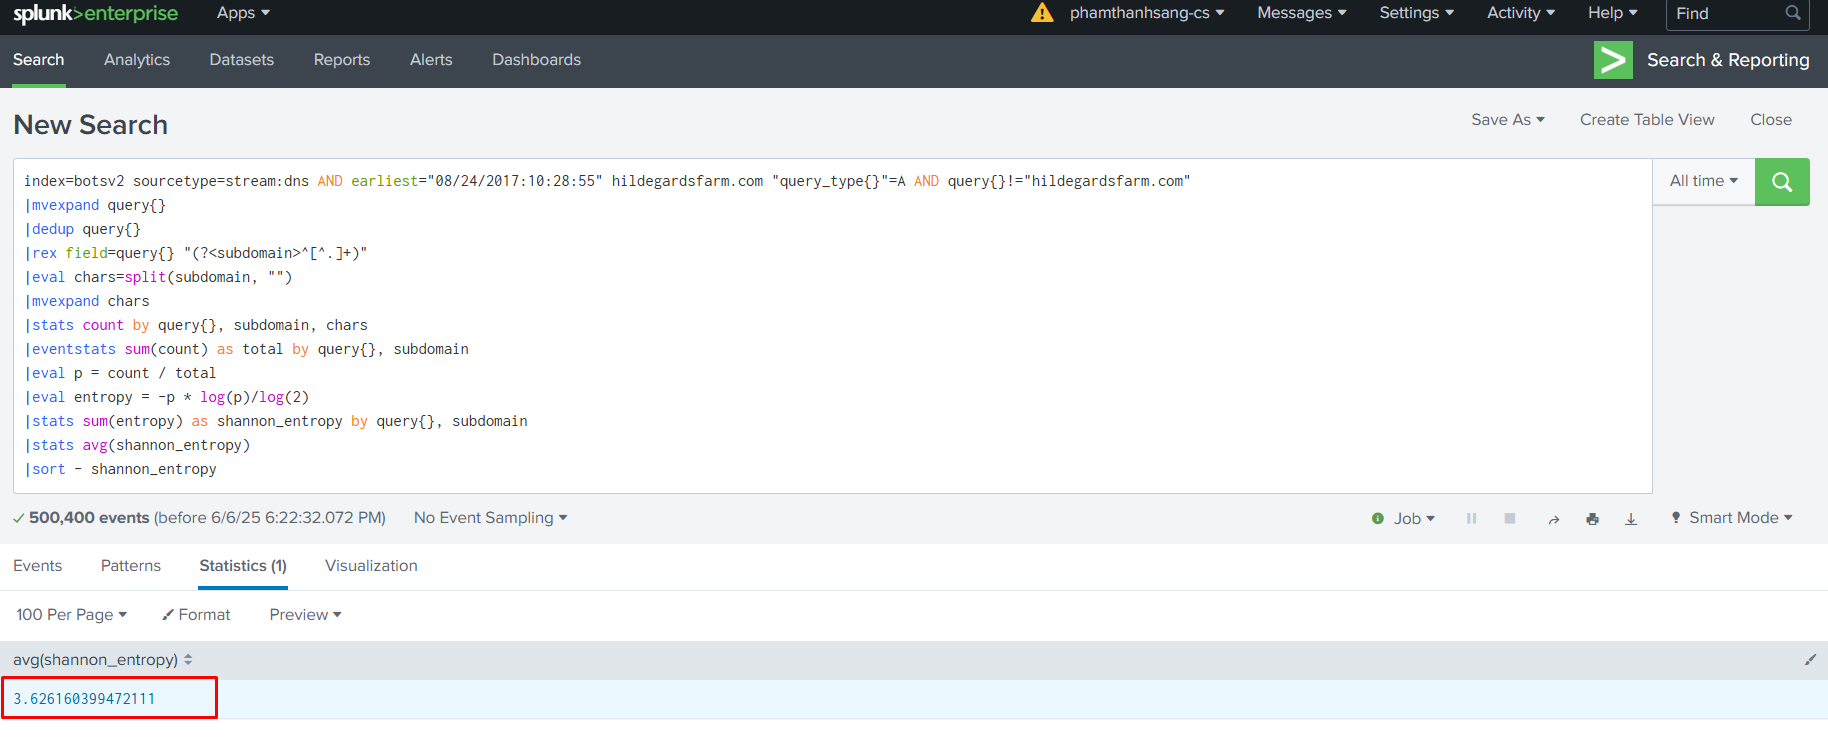 splunk>enterprise Apps phamthanhsang-cs Messages Settings Activity Help Find
Search Analytics Datasets Reports Alerts Dashboards Search & Reporting
New Search Save As Create Table View Close
index=botsv2 sourcetype=stream:dns AND earliest="08/24/2017:10:28:55" hildegardsfarm.com "query_type{}"=A AND query{}!="hildegardsfarm.com" All time
|mvexpand query{}
|dedup query{}
|rex field=query{} "(?<subdomain>^[^.]+)"
|eval chars=split(subdomain, "")
|mvexpand chars
|stats count by query{}, subdomain, chars
|eventstats sum(count) as total by query{}, subdomain
|eval p = count / total
|eval entropy = -p * log(p)/log(2)
|stats sum(entropy) as shannon_entropy by query{}, subdomain
|stats avg(shannon_entropy)
|sort - shannon_entropy
500,400 events (before 6/6/25 6:22:32.072 PM) No Event Sampling Job Smart Mode
Events Patterns Statistics (1) Visualization
100 Per Page Format Preview
avg(shannon_entropy)
3.626160399472111